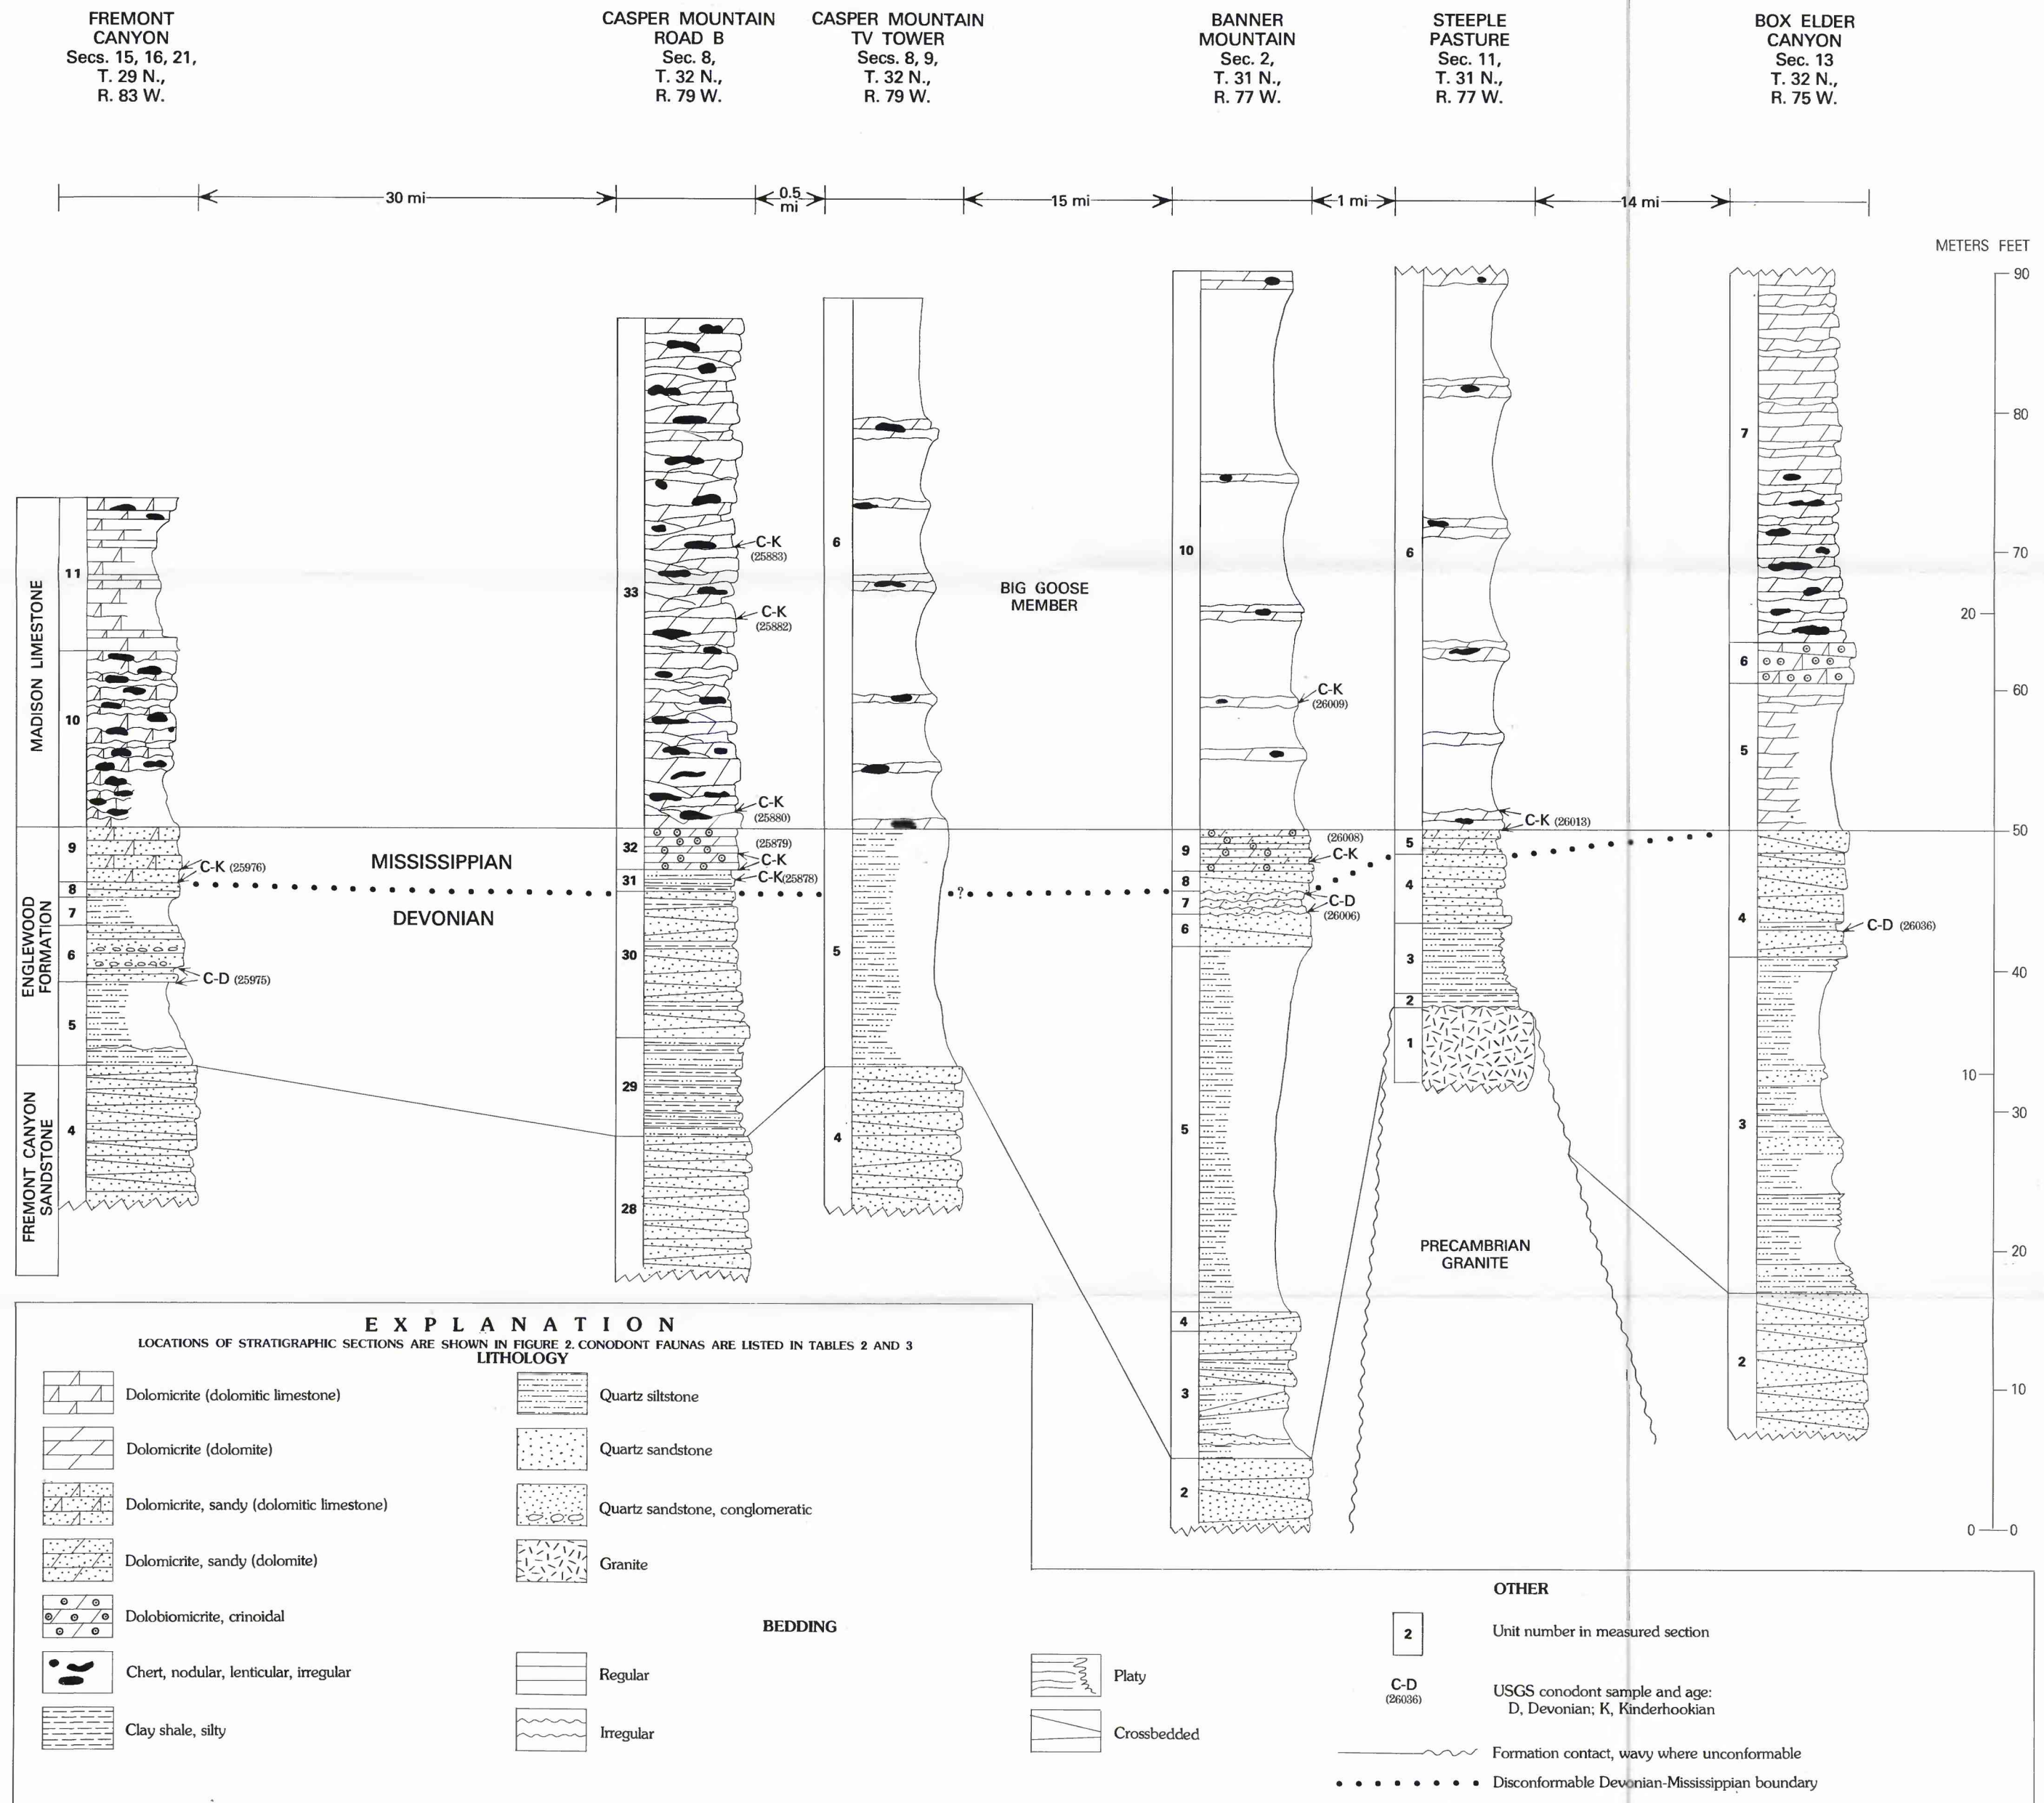 FREMONT
CANYON
Secs. 15, 16, 21,
T. 29 N.,
R. 83 W.
CASPER MOUNTAIN
ROAD B
Sec. 8,
T. 32 N.,
R. 79 W.
CASPER MOUNTAIN
TV TOWER
Secs. 8, 9,
T. 32 N.,
R. 79 W.
BANNER
MOUNTAIN
Sec. 2,
T. 31 N.,
R. 77 W.
STEEPLE
PASTURE
Sec. 11,
T. 31 N.,
R. 77 W.
BOX ELDER
CANYON
Sec. 13
T. 32 N.,
R. 75 W.
30 mi
0.5
mi
15 mi
1 mi
14 mi
METERS FEET
90
80
70
20
60
50
40
10
30
20
10
0 0
MADISON LIMESTONE
ENGLEWOOD
FORMATION
FREMONT CANYON
SANDSTONE
11
10
9
8
7
6
5
4
C-K (25976)
C-D (25975)
MISSISSIPPIAN
DEVONIAN
33
32
31
30
29
28
C-K
(25883)
C-K
(25882)
C-K
(25880)
(25879)
C-K
C-K (25878)
6
5
4
?
BIG GOOSE
MEMBER
10
9
8
7
6
5
4
3
2
C-K
(26009)
(26008)
C-K
C-D
(26006)
6
5
4
3
2
1
C-K (26013)
PRECAMBRIAN
GRANITE
7
6
5
4
3
2
C-D (26036)
EXPLANATION
LOCATIONS OF STRATIGRAPHIC SECTIONS ARE SHOWN IN FIGURE 2. CONODONT FAUNAS ARE LISTED IN TABLES 2 AND 3
LITHOLOGY
Dolomicrite (dolomitic limestone)
Dolomicrite (dolomite)
Dolomicrite, sandy (dolomitic limestone)
Dolomicrite, sandy (dolomite)
Dolobiomicrite, crinoidal
Chert, nodular, lenticular, irregular
Clay shale, silty
Quartz siltstone
Quartz sandstone
Quartz sandstone, conglomeratic
Granite
BEDDING
Regular
Irregular
Platy
Crossbedded
OTHER
2
Unit number in measured section
C-D
(26036)
USGS conodont sample and age:
D, Devonian; K, Kinderhookian
Formation contact, wavy where unconformable
Disconformable Devonian-Mississippian boundary